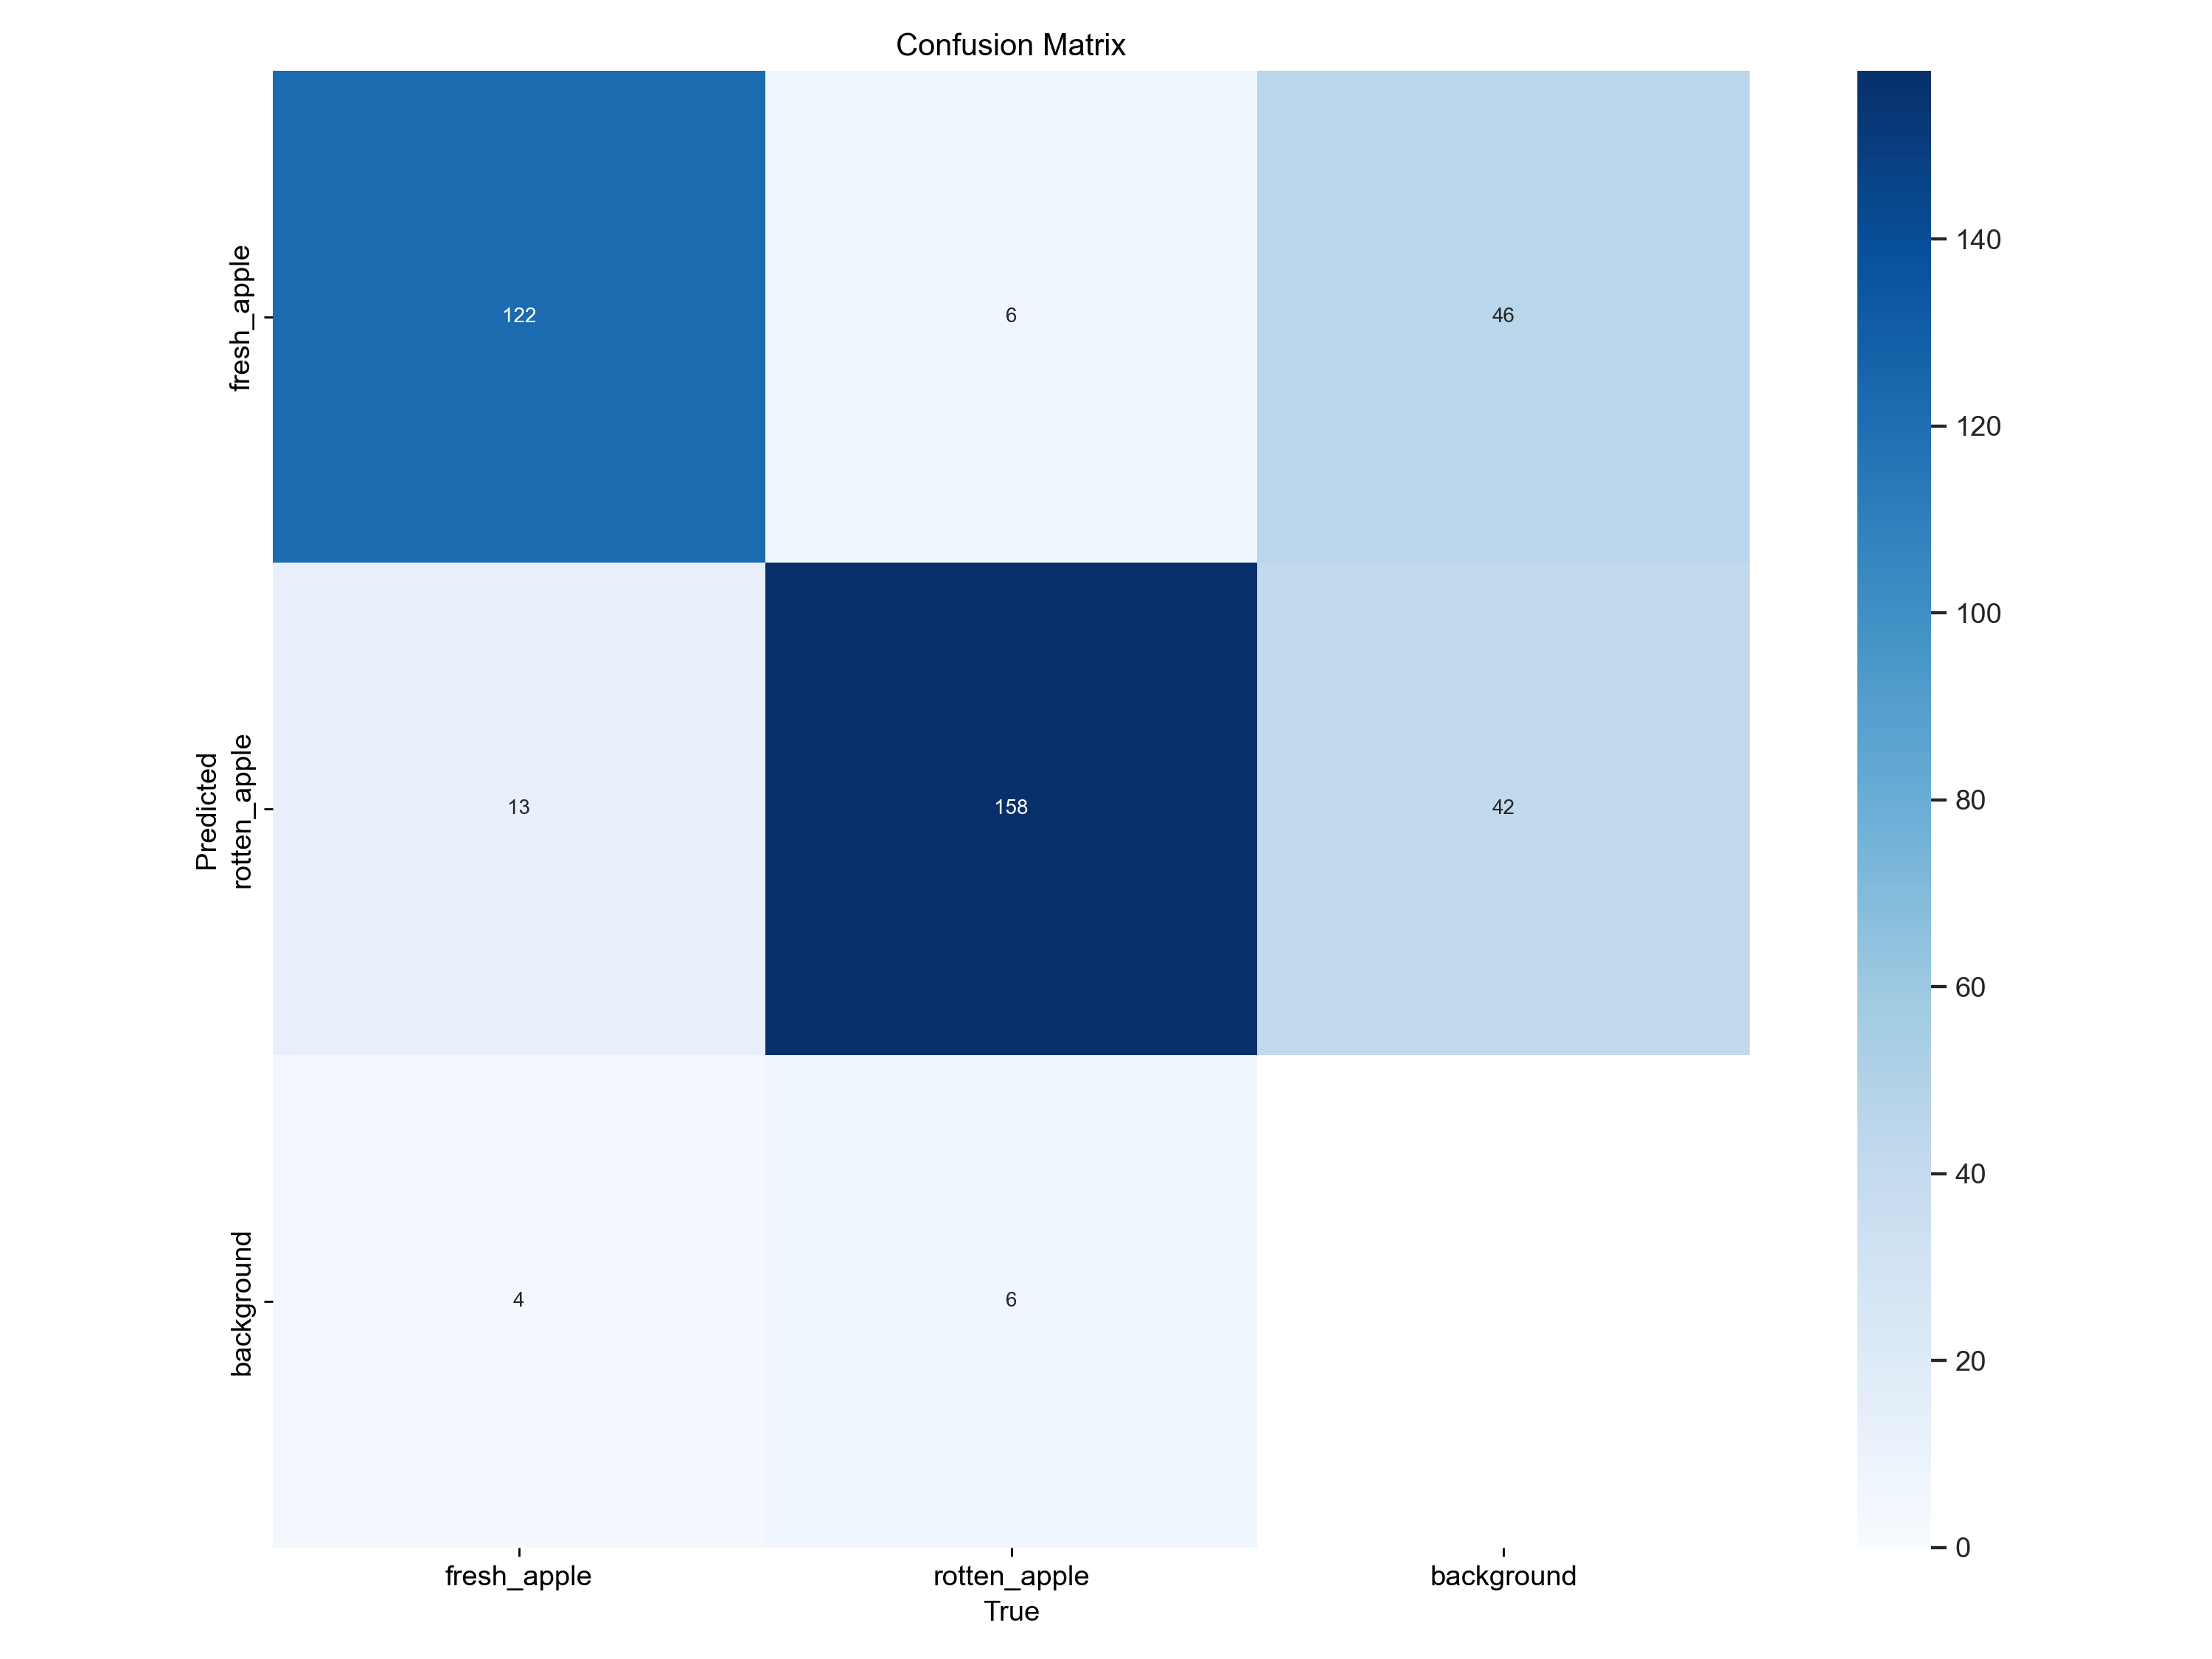 Confusion Matrix
fresh_apple
122
6
46
140
120
100
Predicted
rotten_apple
13
158
42
80
60
40
background
4
6
20
0
fresh_apple
rotten_apple
background
True